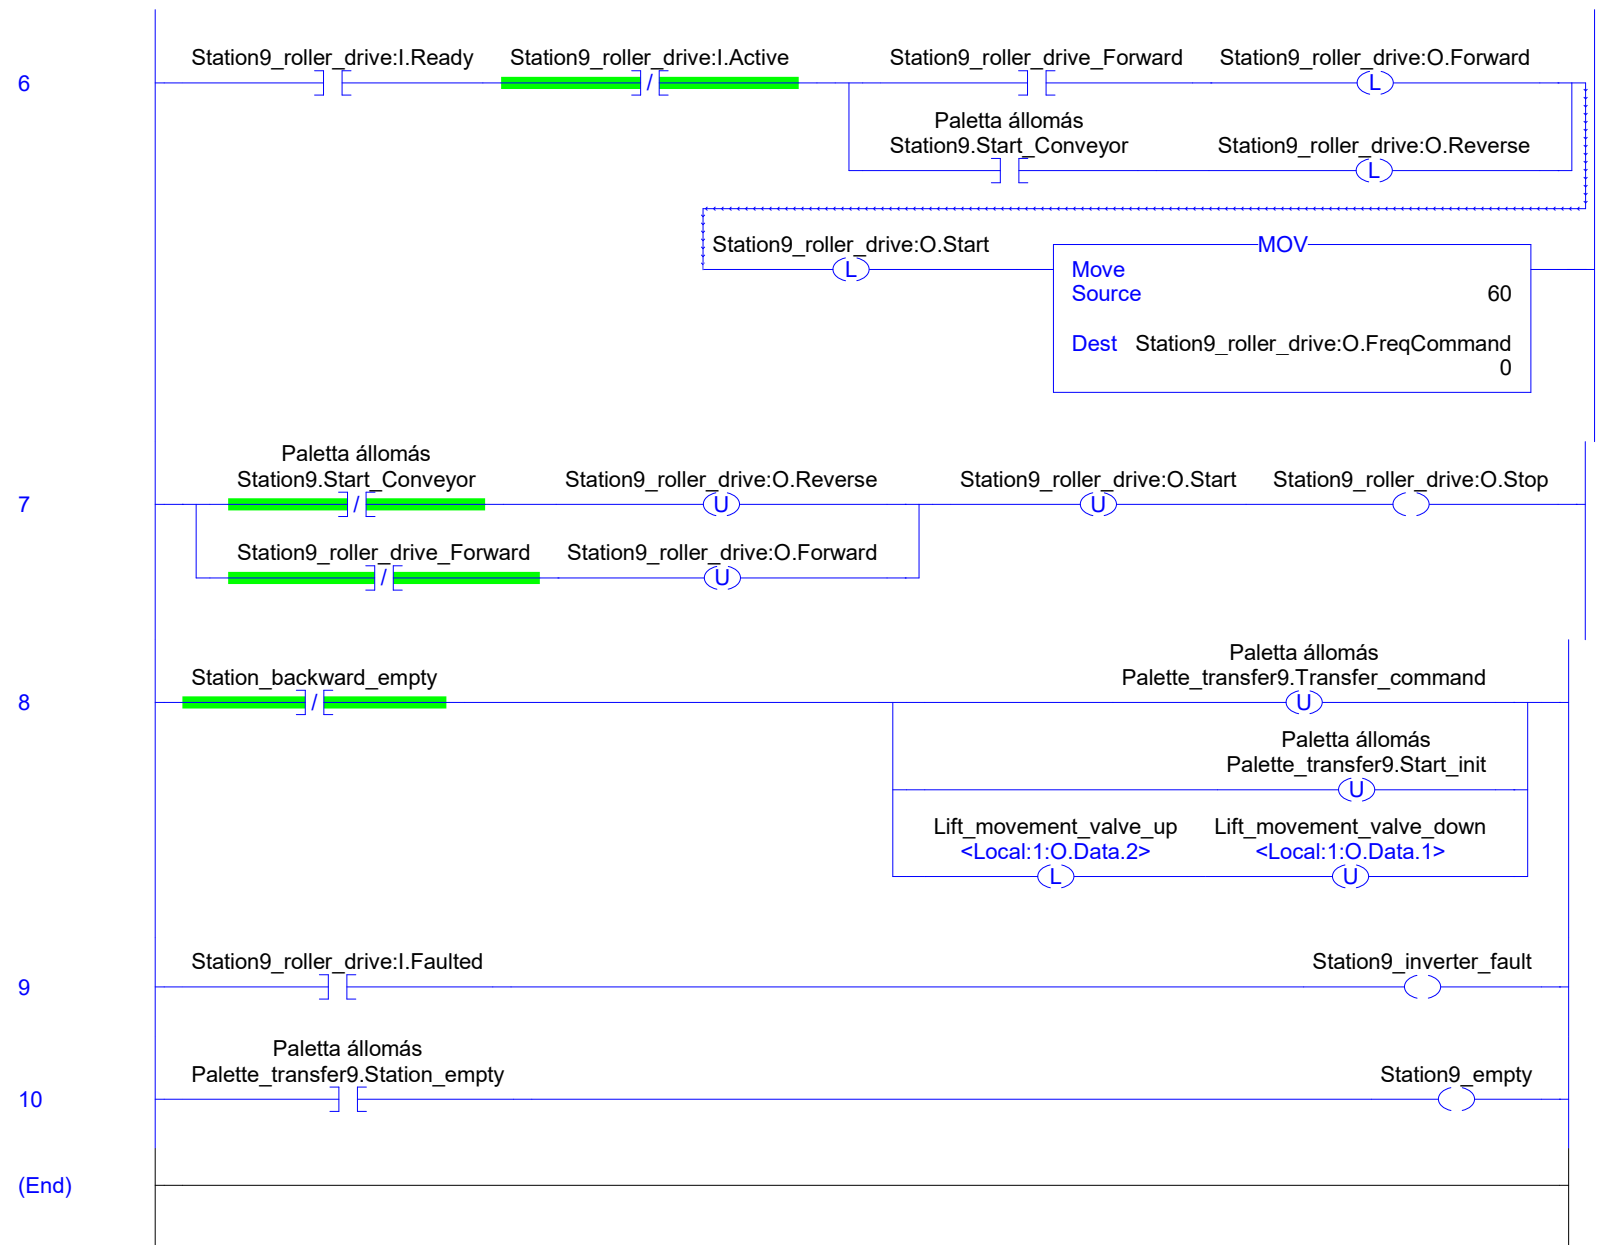 6
Station9_roller_drive:I.Ready
Station9_roller_drive:I.Active
/
Station9_roller_drive_Forward
Station9_roller_drive:O.Forward
L
Paletta állomás
Station9.Start_Conveyor
Station9_roller_drive:O.Reverse
L
Station9_roller_drive:O.Start
L
MOV
Move
Source 60
Dest Station9_roller_drive:O.FreqCommand
0
7
Paletta állomás
Station9.Start_Conveyor
/
Station9_roller_drive:O.Reverse
U
Station9_roller_drive:O.Start
U
Station9_roller_drive:O.Stop
Station9_roller_drive_Forward
/
Station9_roller_drive:O.Forward
U
8
Station_backward_empty
/
Paletta állomás
Palette_transfer9.Transfer_command
U
Paletta állomás
Palette_transfer9.Start_init
U
Lift_movement_valve_up
<Local:1:O.Data.2>
L
Lift_movement_valve_down
<Local:1:O.Data.1>
U
9
Station9_roller_drive:I.Faulted
Station9_inverter_fault
10
Paletta állomás
Palette_transfer9.Station_empty
Station9_empty
(End)